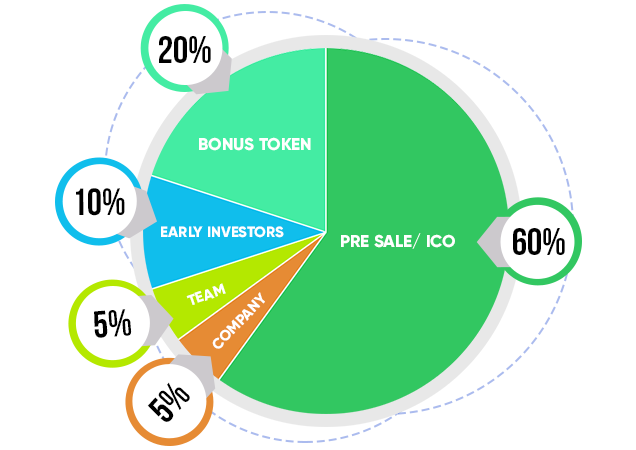 20%
BONUS TOKEN
10%
EARLY INVESTORS
PRE SALE/ ICO
60%
TEAM
5%
COMPANY
5%